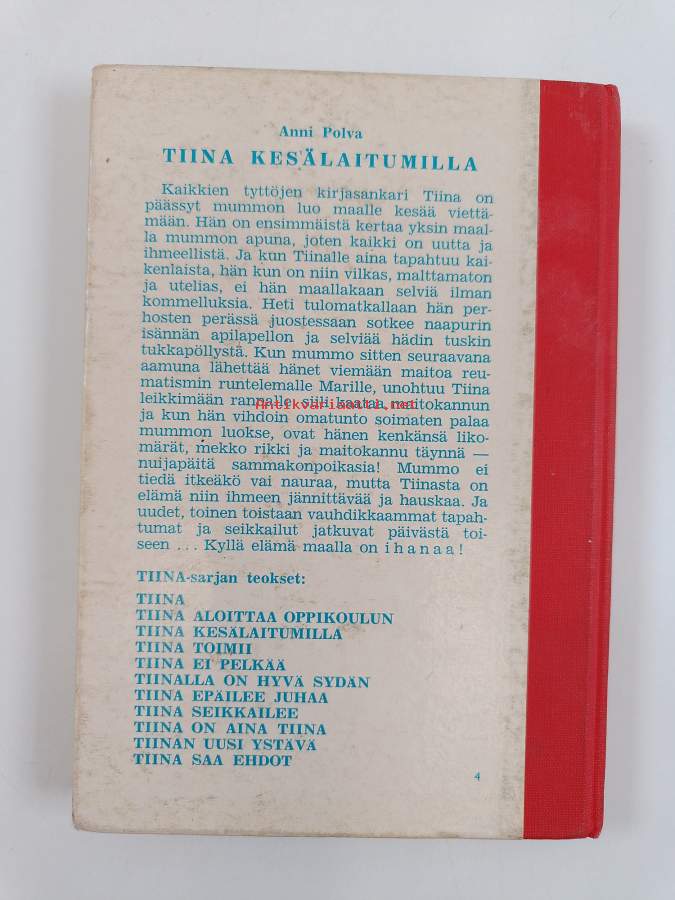 Anni Polva
TIINA KESÄLAITUMILLA
Kaikkien tyttöjen kirjasankari Tiina on
päässyt mummon luo maalle kesää viettä-
mään. Hän on ensimmäistä kertaa yksin maal-
la mummon apuna, joten kaikki on uutta ja
ihmeellistä. Ja kun Tiinalle aina tapahtuu kai-
kenlaista, hän kun on niin vilkas, malttamaton
ja utelias, ei hän maallakaan selviä ilman
kommelluksia. Heti tulomatkallaan hän per-
hosten perässä juostessaan sotkee naapurin
isännän apilapellon ja selviää hädin tuskin
tukkapöllystä. Kun mummo sitten seuraavana
aamuna lähettää hänet viemään maitoa reu-
matismin runtelemalle Marille, unohtuu Tiina
leikkimään rannalle, siili kaataa maitokannun
Antikvariaatti.net
ja kun hän vihdoin omatunto soimaten palaa
mummon luokse, ovat hänen kenkänsä liko-
märät, mekko rikki ja maitokannu täynnä —
nuijapäitä sammakonpoikasia! Mummo ei
tiedä itkeäkö vai nauraa, mutta Tiinasta on
elämä niin ihmeen jännittävää ja hauskaa. Ja
uudet, toinen toistaan vauhdikkaammat tapah-
tumat ja seikkailut jatkuvat päivästä toi-
seen ... Kyllä elämä maalla on ihanaa!
TIINA-sarjan teokset:
TIINA
TIINA ALOITTAA OPPIKOULUN
TIINA KESÄLAITUMILLA
TIINA TOIMII
TIINA EI PELKÄÄ
TIINALLA ON HYVÄ SYDÄN
TIINA EPÄILEE JUHAA
TIINA SEIKKAILEE
TIINA ON AINA TIINA
TIINAN UUSI YSTÄVÄ
TIINA SAA EHDOT
4